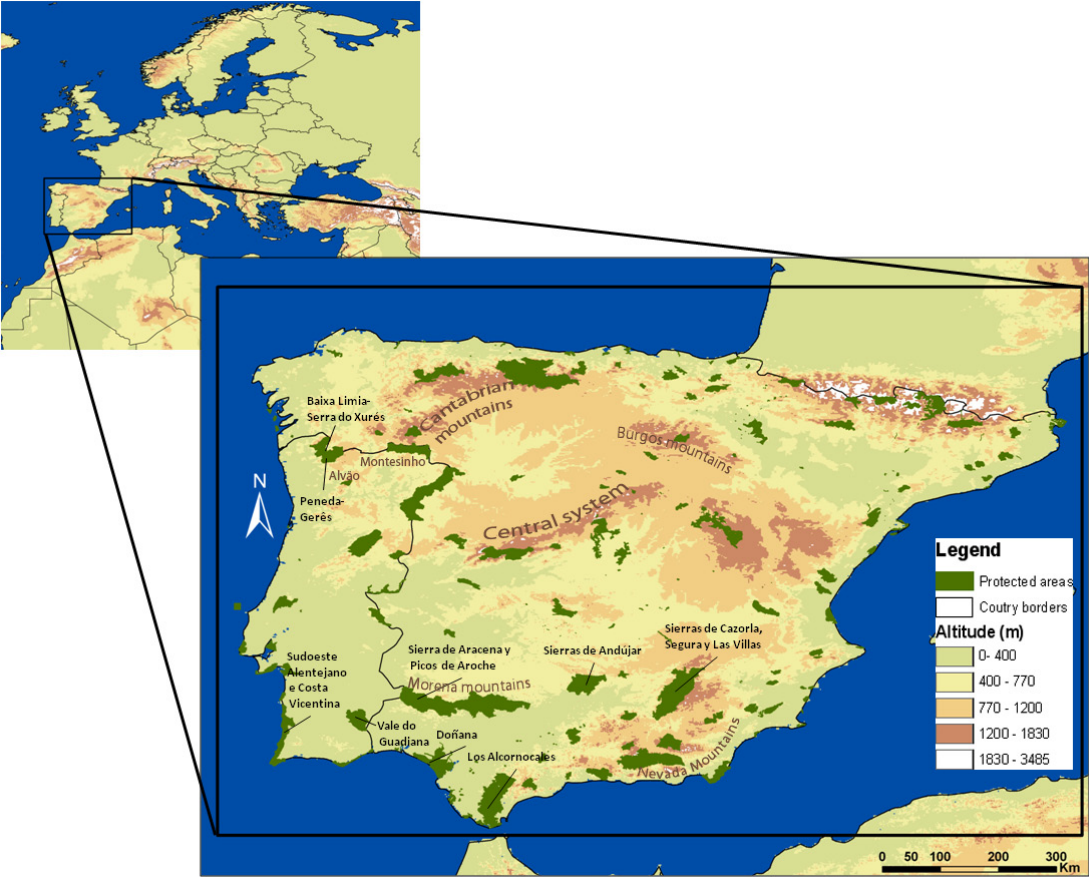 Baixa Limia-
Serra do Xurés
Cantabrian
mountains
Burgos mountains
Montesinho
Alvão
N
Peneda-
Gerês
Central system
Legend
Protected areas
Coutry borders
Altitude (m)
0- 400
400 - 770
770 - 1200
1200 - 1830
1830 - 3485
Sierras de Cazorla,
Segura y Las Villas
Sierra de Aracena y
Picos de Aroche
Sierras de Andújar
Sudoeste
Alentejano
e Costa
Vicentina
Morena mountains
Vale do
Guadiana
Doñana
Los Alcornocales
Nevada Mountains
0 50 100 200 300
Km